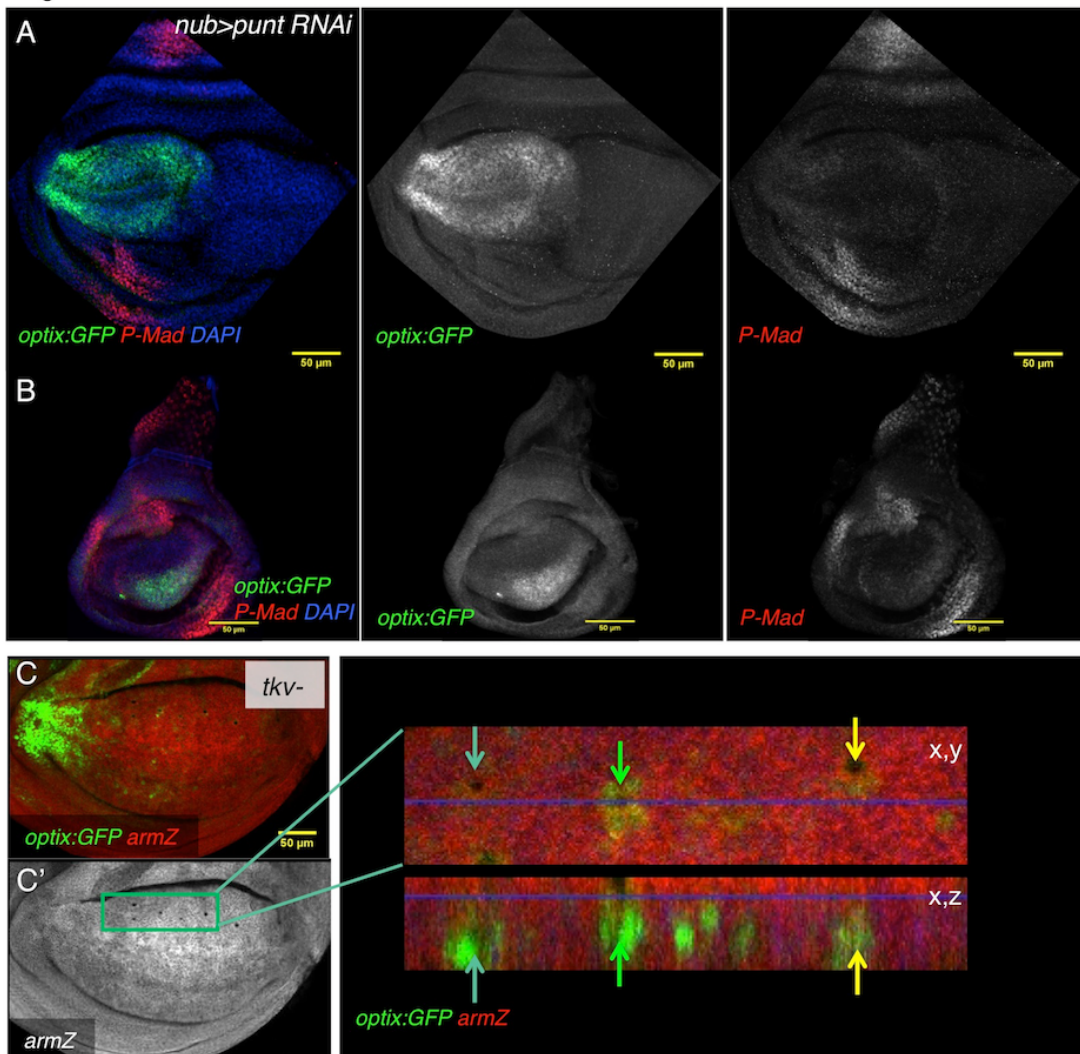 A
nub>punt RNAi
optix:GFP P-Mad DAPI
50 µm
optix:GFP
50 µm
P-Mad
50 µm
B
optix:GFP
P-Mad DAPI
50 µm
optix:GFP
50 µm
P-Mad
50 µm
C
tkv-
optix:GFP armZ
50 µm
C'
armZ
x,y
x,z
optix:GFP armZ